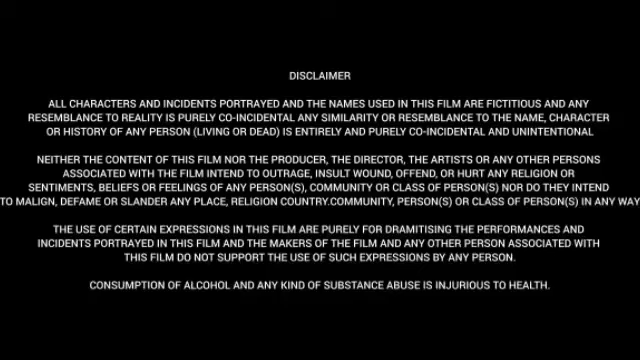 DISCLAIMER
ALL CHARACTERS AND INCIDENTS PORTRAYED AND THE NAMES USED IN THIS FILM ARE FICTITIOUS AND ANY
RESEMBLANCE TO REALITY IS PURELY CO-INCIDENTAL ANY SIMILARITY OR RESEMBLANCE TO THE NAME, CHARACTER
OR HISTORY OF ANY PERSON (LIVING OR DEAD) IS ENTIRELY AND PURELY CO-INCIDENTAL AND UNINTENTIONAL
NEITHER THE CONTENT OF THIS FILM NOR THE PRODUCER, THE DIRECTOR, THE ARTISTS OR ANY OTHER PERSONS
ASSOCIATED WITH THE FILM INTEND TO OUTRAGE, INSULT WOUND, OFFEND, OR HURT ANY RELIGION OR
SENTIMENTS, BELIEFS OR FEELINGS OF ANY PERSON(S), COMMUNITY OR CLASS OF PERSON(S) NOR DO THEY INTEND
TO MALIGN, DEFAME OR SLANDER ANY PLACE, RELIGION COUNTRY.COMMUNITY, PERSON(S) OR CLASS OF PERSON(S) IN ANY WAY
THE USE OF CERTAIN EXPRESSIONS IN THIS FILM ARE PURELY FOR DRAMITISING THE PERFORMANCES AND
INCIDENTS PORTRAYED IN THIS FILM AND THE MAKERS OF THE FILM AND ANY OTHER PERSON ASSOCIATED WITH
THIS FILM DO NOT SUPPORT THE USE OF SUCH EXPRESSIONS BY ANY PERSON.
CONSUMPTION OF ALCOHOL AND ANY KIND OF SUBSTANCE ABUSE IS INJURIOUS TO HEALTH.